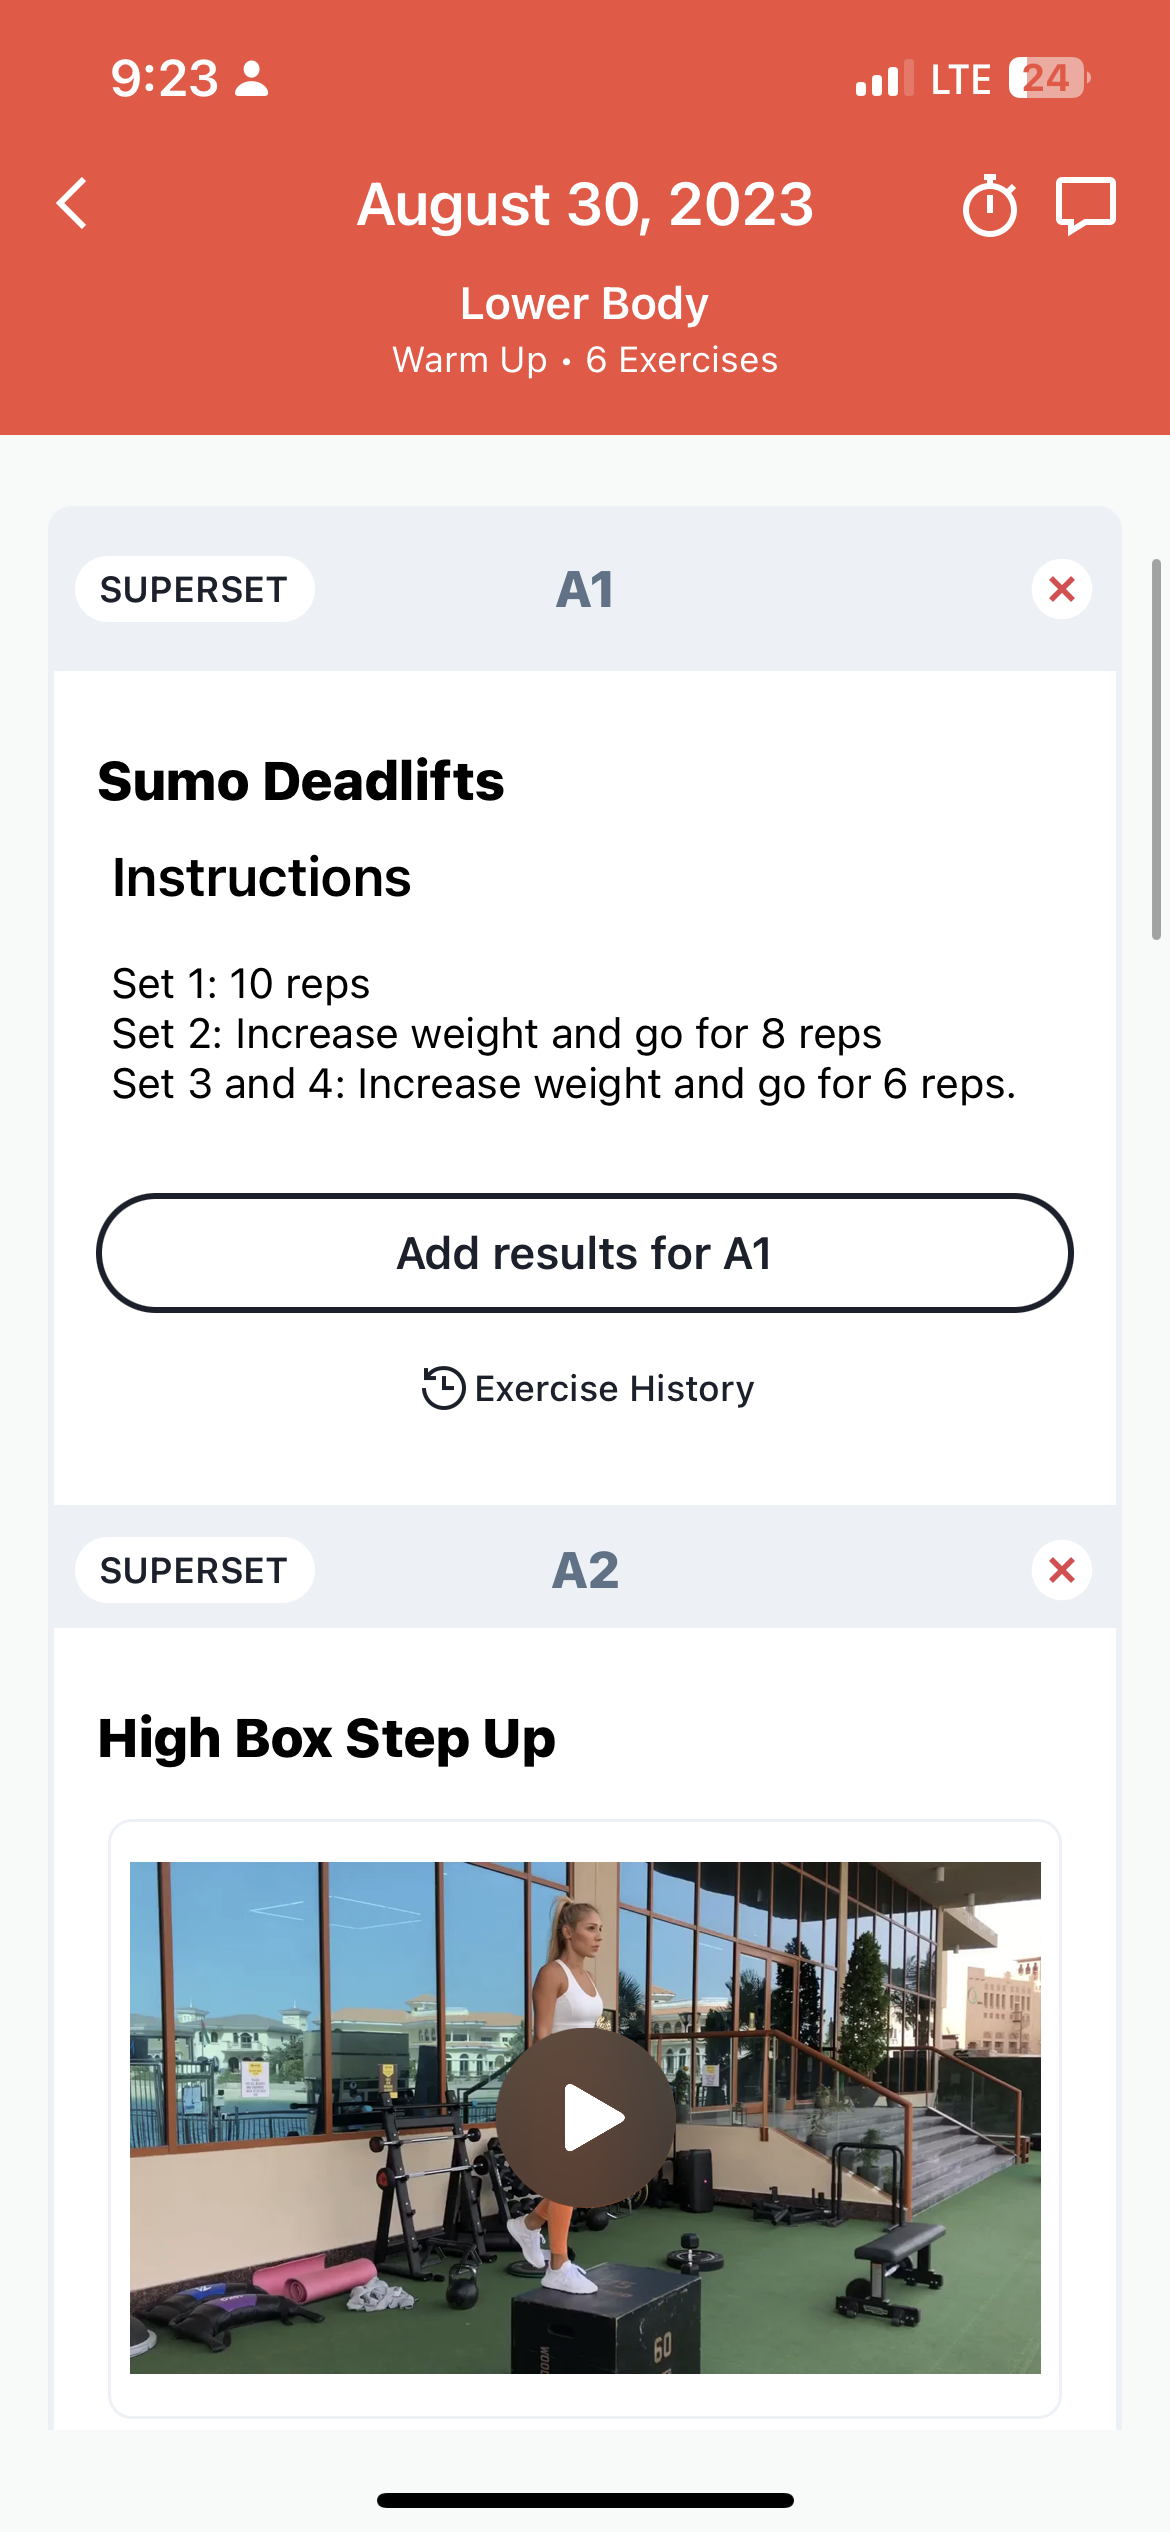 9:23
LTE
24
August 30, 2023
Lower Body
Warm Up • 6 Exercises
SUPERSET
A1
Sumo Deadlifts
Instructions
Set 1: 10 reps
Set 2: Increase weight and go for 8 reps
Set 3 and 4: Increase weight and go for 6 reps.
Add results for A1
Exercise History
SUPERSET
A2
High Box Step Up
60